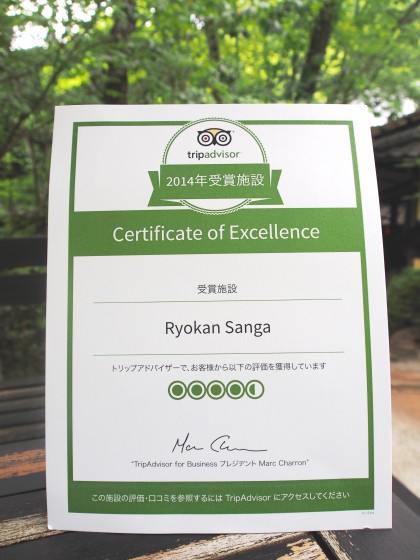 tripadvisor
2014年受賞施設
Certificate of Excellence
受賞施設
Ryokan Sanga
トリップアドバイザーで、お客様から以下の評価を獲得しています
"TripAdvisor for Business プレジデント Marc Charron"
この施設の評価・口コミを参照するには TripAdvisor にアクセスしてください